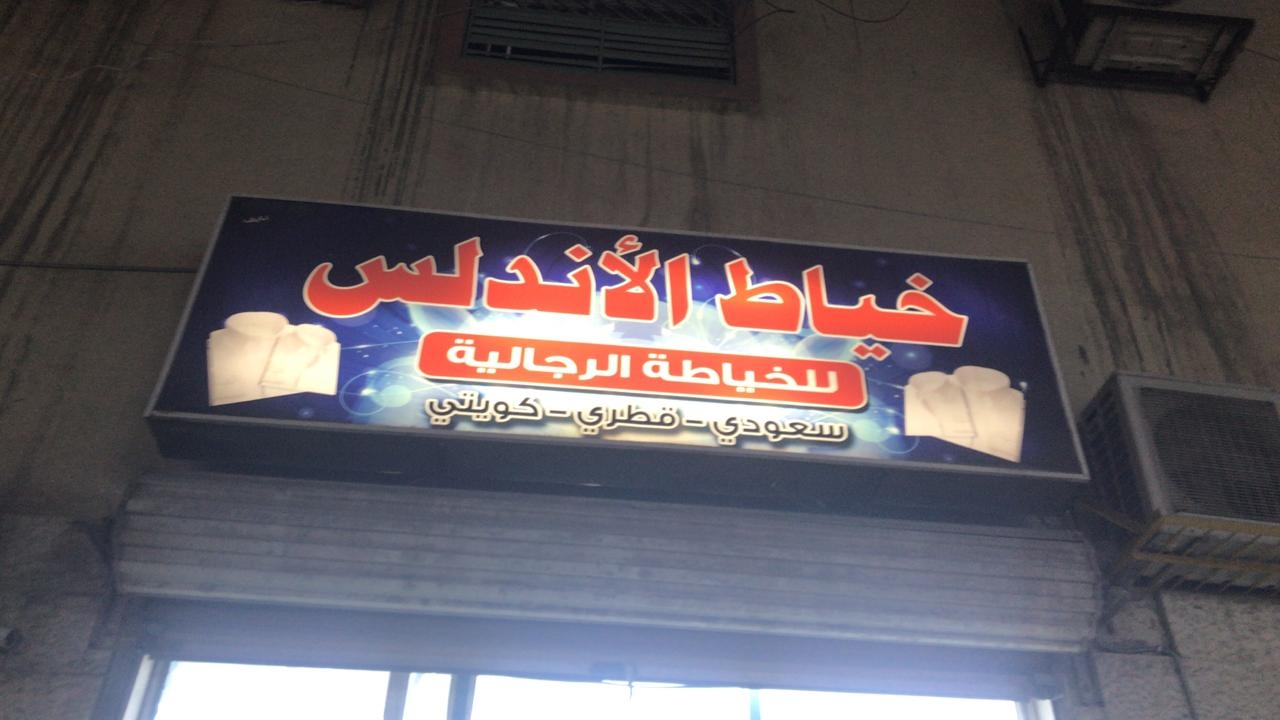 خياط الأندلس
للخياطة الرجالية
سعودي - قطري - كويتي